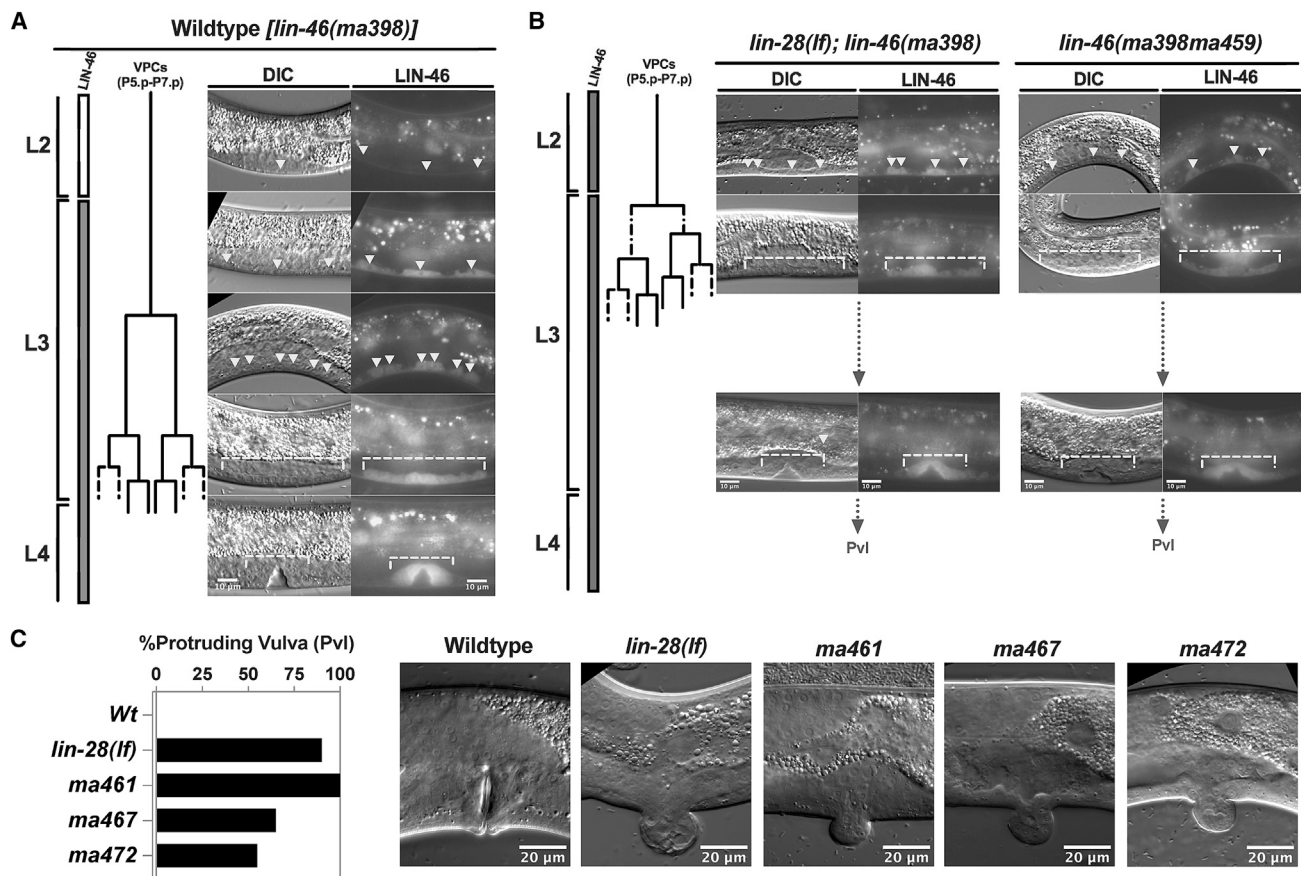 A
Wildtype [lin-46(ma398)]
LIN-46
VPCs
(P5.p-P7.p)
DIC
LIN-46
L2
L3
L4
10 µm
10 µm
B
lin-28(lf); lin-46(ma398)
lin-46(ma398ma459)
LIN-46
VPCs
(P5.p-P7.p)
DIC
LIN-46
DIC
LIN-46
L2
L3
L4
10 µm
10 µm
10 µm
10 µm
Pvl
Pvl
C
%Protruding Vulva (Pvl)
0 25 50 75 100
Wt
lin-28(lf)
ma461
ma467
ma472
Wildtype
lin-28(lf)
ma461
ma467
ma472
20 µm
20 µm
20 µm
20 µm
20 µm